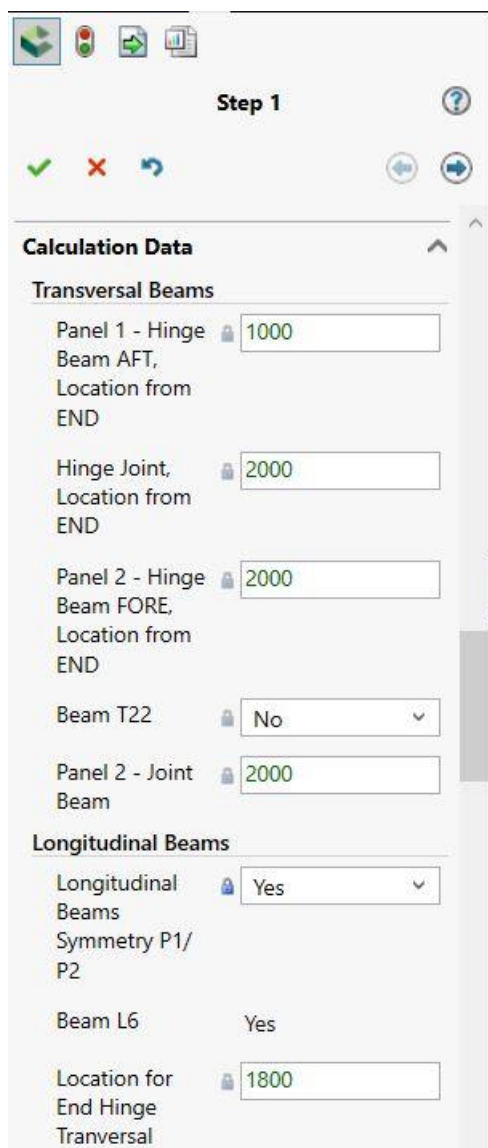 Step 1
?
Calculation Data
Transversal Beams
Panel 1 - Hinge
Beam AFT,
Location from
END
1000
Hinge Joint,
Location from
END
2000
Panel 2 - Hinge
Beam FORE,
Location from
END
2000
Beam T22
No
Panel 2 - Joint
Beam
2000
Longitudinal Beams
Longitudinal
Beams
Symmetry P1/
P2
Yes
Beam L6
Yes
Location for
End Hinge
Tranversal
1800